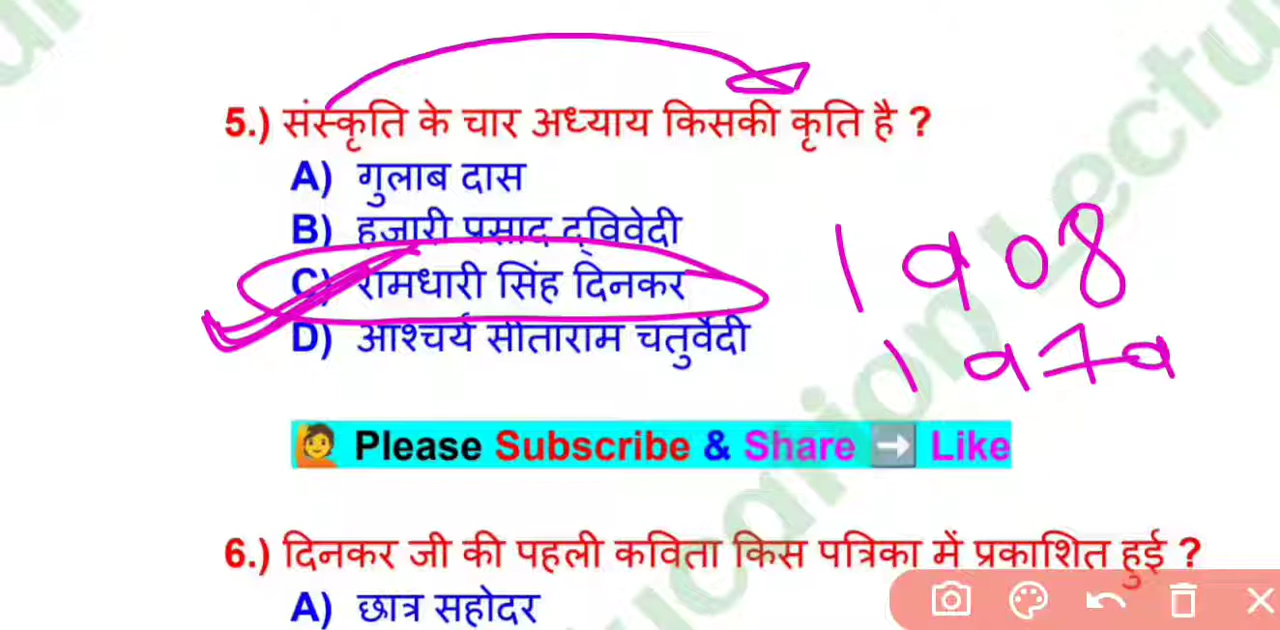 5.) संस्कृति के चार अध्याय किसकी कृति है ?
A) गुलाब दास
B) हजारी प्रसाद द्विवेदी
C) रामधारी सिंह दिनकर
D) आश्चर्य सीताराम चतुर्वेदी
1908
Please Subscribe & Share ➡️ Like
6.) दिनकर जी की पहली कविता किस पत्रिका में प्रकाशित हुई ?
A) छात्र सहोदर